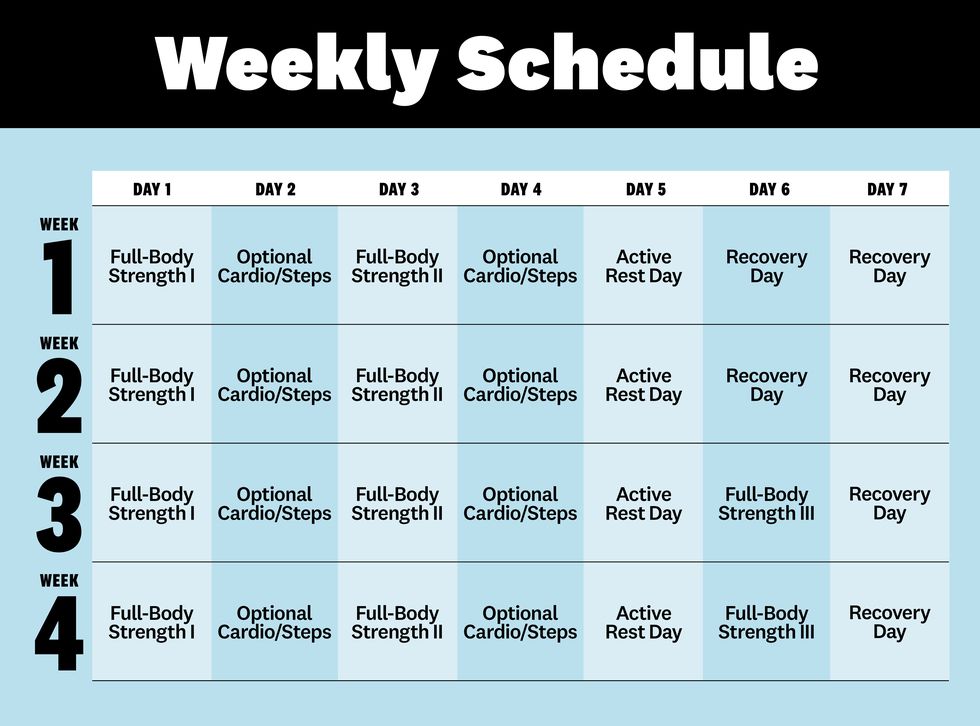 Weekly Schedule
DAY 1 DAY 2 DAY 3 DAY 4 DAY 5 DAY 6 DAY 7
WEEK
1
Full-Body
Strength I
Optional
Cardio/Steps
Full-Body
Strength II
Optional
Cardio/Steps
Active
Rest Day
Recovery
Day
Recovery
Day
WEEK
2
Full-Body
Strength I
Optional
Cardio/Steps
Full-Body
Strength II
Optional
Cardio/Steps
Active
Rest Day
Recovery
Day
Recovery
Day
WEEK
3
Full-Body
Strength I
Optional
Cardio/Steps
Full-Body
Strength II
Optional
Cardio/Steps
Active
Rest Day
Full-Body
Strength III
Recovery
Day
WEEK
4
Full-Body
Strength I
Optional
Cardio/Steps
Full-Body
Strength II
Optional
Cardio/Steps
Active
Rest Day
Full-Body
Strength III
Recovery
Day